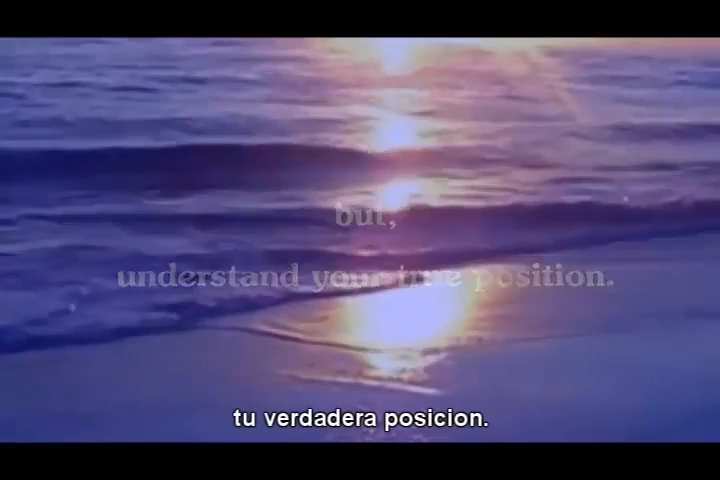 but,
understand your true position.
tu verdadera posicion.